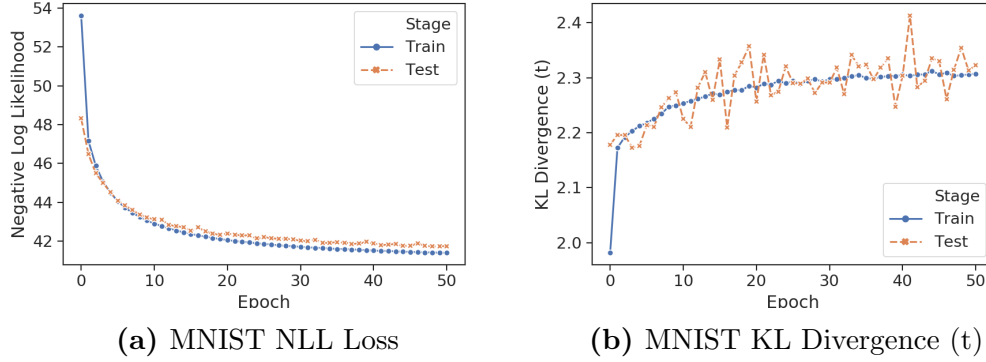 54
52
50
48
46
44
42
0 10 20 30 40 50
Negative Log Likelihood
Epoch
Stage
Train
Test
(a) MNIST NLL Loss
2.4
2.3
2.2
2.1
2.0
0 10 20 30 40 50
KL Divergence (t)
Epoch
Stage
Train
Test
(b) MNIST KL Divergence (t)